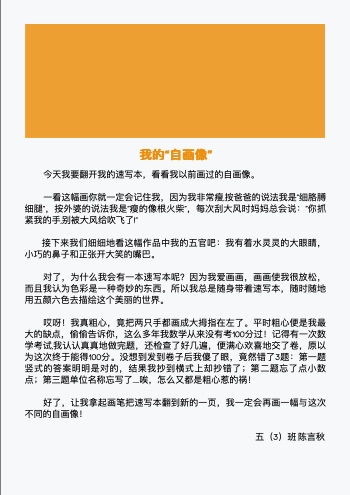 我的“自画像”
今天我要翻开我的速写本，看看我以前画过的自画像。
一看这幅画你就一定会记住我，因为我非常瘦,按爸爸的说法我是“细胳膊
细腿”，按外婆的说法我是“瘦的像根火柴”，每次刮大风时妈妈总会说：“你抓
紧我的手,别被大风给吹飞了!”
接下来我们细细地看这幅作品中我的五官吧：我有着水灵灵的大眼睛，
小巧的鼻子和正张开大笑的嘴巴。
对了，为什么我会有一本速写本呢？因为我爱画画，画画使我很放松，
而且我认为色彩是一种奇妙的东西。所以我总是随身带着速写本，随时随地
用五颜六色去描绘这个美丽的世界。
哎呀！我真粗心，竟把两只手都画成大拇指在左了。平时粗心便是我最
大的缺点，偷偷告诉你，这么多年我数学从来没有考100分过！记得有一次数
学考试,我认认真真地做完题，还检查了好几遍，便满心欢喜地交了卷，原以
为这次终于能得100分。没想到发到卷子后我傻了眼，竟然错了3题：第一题
竖式的答案明明是对的，结果我抄到横式上却抄错了；第二题忘了点小数
点；第三题单位名称忘写了...唉，怎么又都是粗心惹的祸！
好了，让我拿起画笔把速写本翻到新的一页，我一定会再画一幅与这次
不同的自画像！
五（3）班 陈言秋